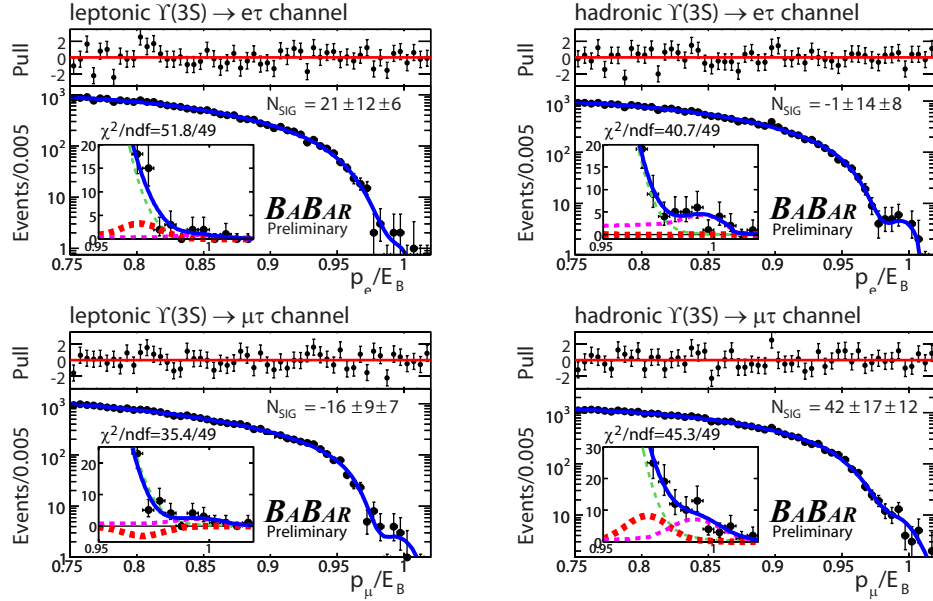 leptonic ϒ(3S) → eτ channel
Pull
2
0
-2
Events/0.005
10³
10²
10
1
N_SIG = 21±12±6
χ²/ndf=51.8/49
20
15
10
5
0
0.95
1
BABAR
Preliminary
0.75
0.8
0.85
0.9
0.95
1
p_e/E_B
hadronic ϒ(3S) → eτ channel
Pull
2
0
-2
Events/0.005
10³
10²
10
1
N_SIG = -1±14±8
χ²/ndf=40.7/49
20
15
10
5
0
0.95
1
BABAR
Preliminary
0.75
0.8
0.85
0.9
0.95
1
p_e/E_B
leptonic ϒ(3S) → μτ channel
Pull
2
0
-2
Events/0.005
10³
10²
10
1
N_SIG = -16±9±7
χ²/ndf=35.4/49
20
10
0
0.95
1
BABAR
Preliminary
0.75
0.8
0.85
0.9
0.95
1
p_μ/E_B
hadronic ϒ(3S) → μτ channel
Pull
2
0
-2
Events/0.005
10³
10²
10
1
N_SIG = 42±17±12
χ²/ndf=45.3/49
30
20
10
0
0.95
1
BABAR
Preliminary
0.75
0.8
0.85
0.9
0.95
1
p_μ/E_B